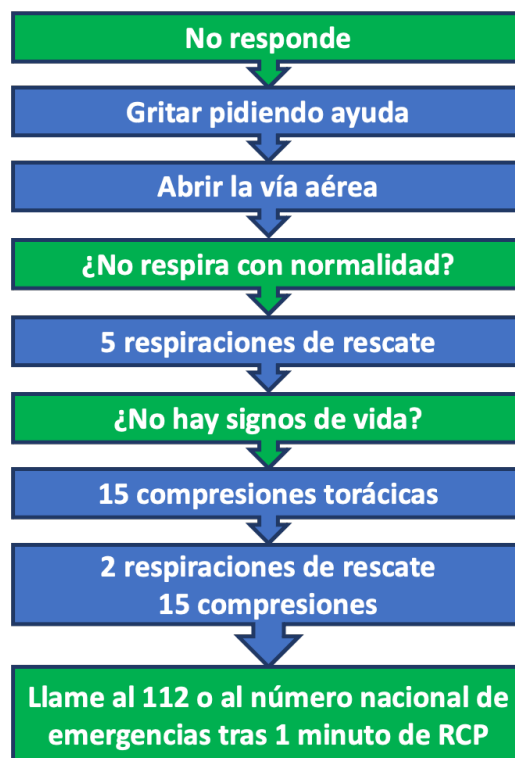 No responde
Gritar pidiendo ayuda
Abrir la vía aérea
¿No respira con normalidad?
5 respiraciones de rescate
¿No hay signos de vida?
15 compresiones torácicas
2 respiraciones de rescate
15 compresiones
Llame al 112 o al número nacional de
emergencias tras 1 minuto de RCP